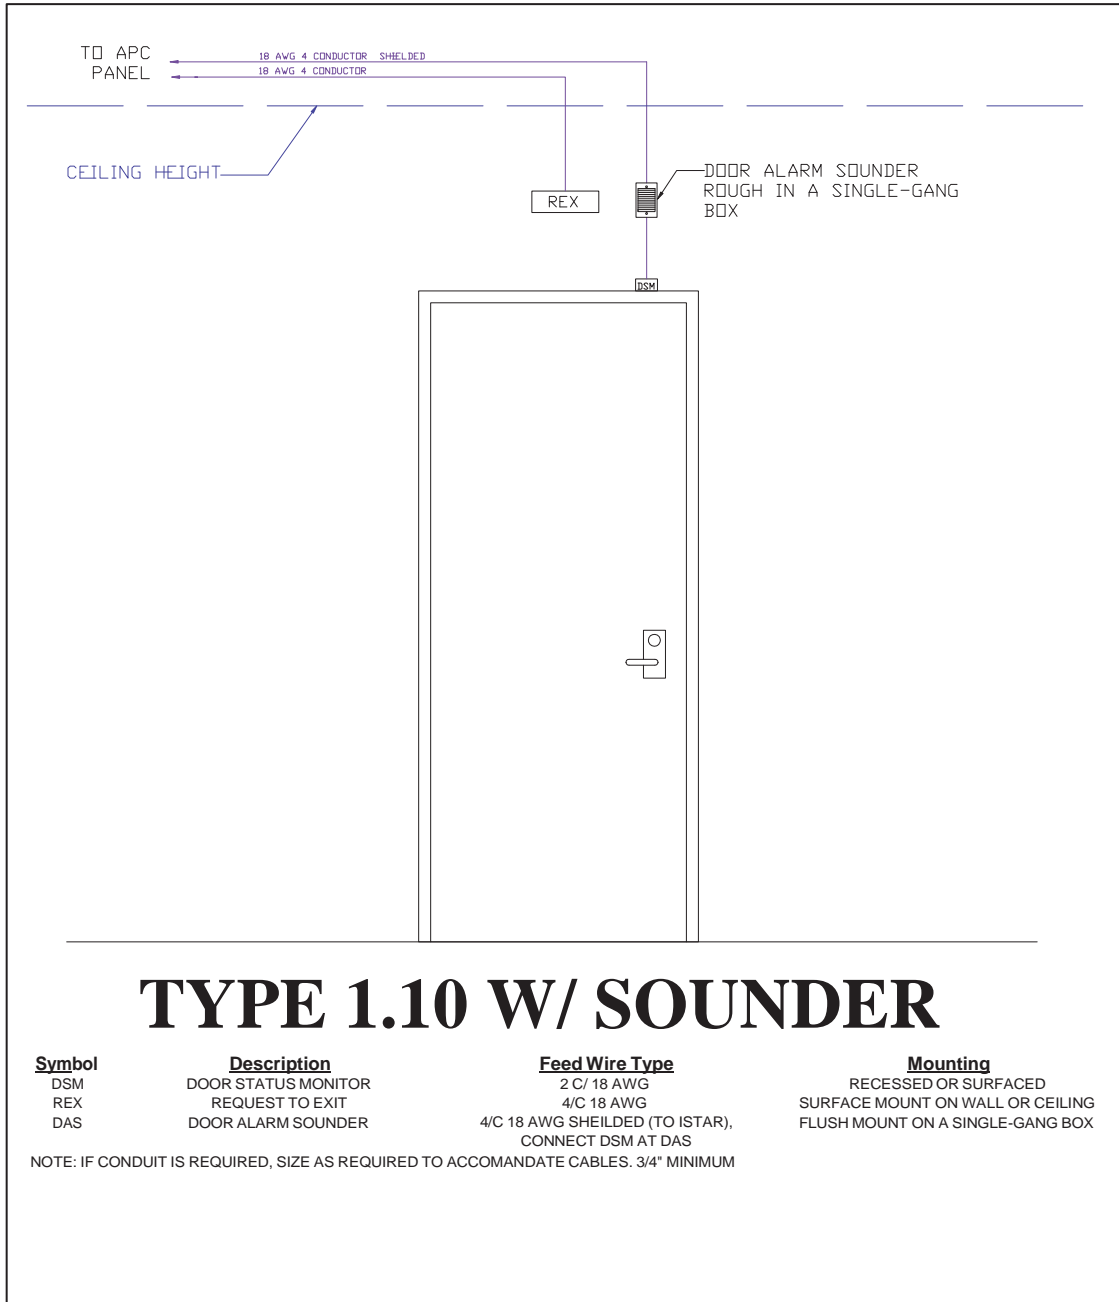 TO APC
PANEL
18 AWG 4 CONDUCTOR SHIELDED
18 AWG 4 CONDUCTOR
CEILING HEIGHT
REX
DOOR ALARM SOUNDER
ROUGH IN A SINGLE-GANG
BOX
DSM
TYPE 1.10 W/ SOUNDER
Symbol Description Feed Wire Type Mounting
DSM DOOR STATUS MONITOR 2 C/ 18 AWG RECESSED OR SURFACED
REX REQUEST TO EXIT 4/C 18 AWG SURFACE MOUNT ON WALL OR CEILING
DAS DOOR ALARM SOUNDER 4/C 18 AWG SHEILDED (TO ISTAR), FLUSH MOUNT ON A SINGLE-GANG BOX
CONNECT DSM AT DAS
NOTE: IF CONDUIT IS REQUIRED, SIZE AS REQUIRED TO ACCOMANDATE CABLES. 3/4" MINIMUM